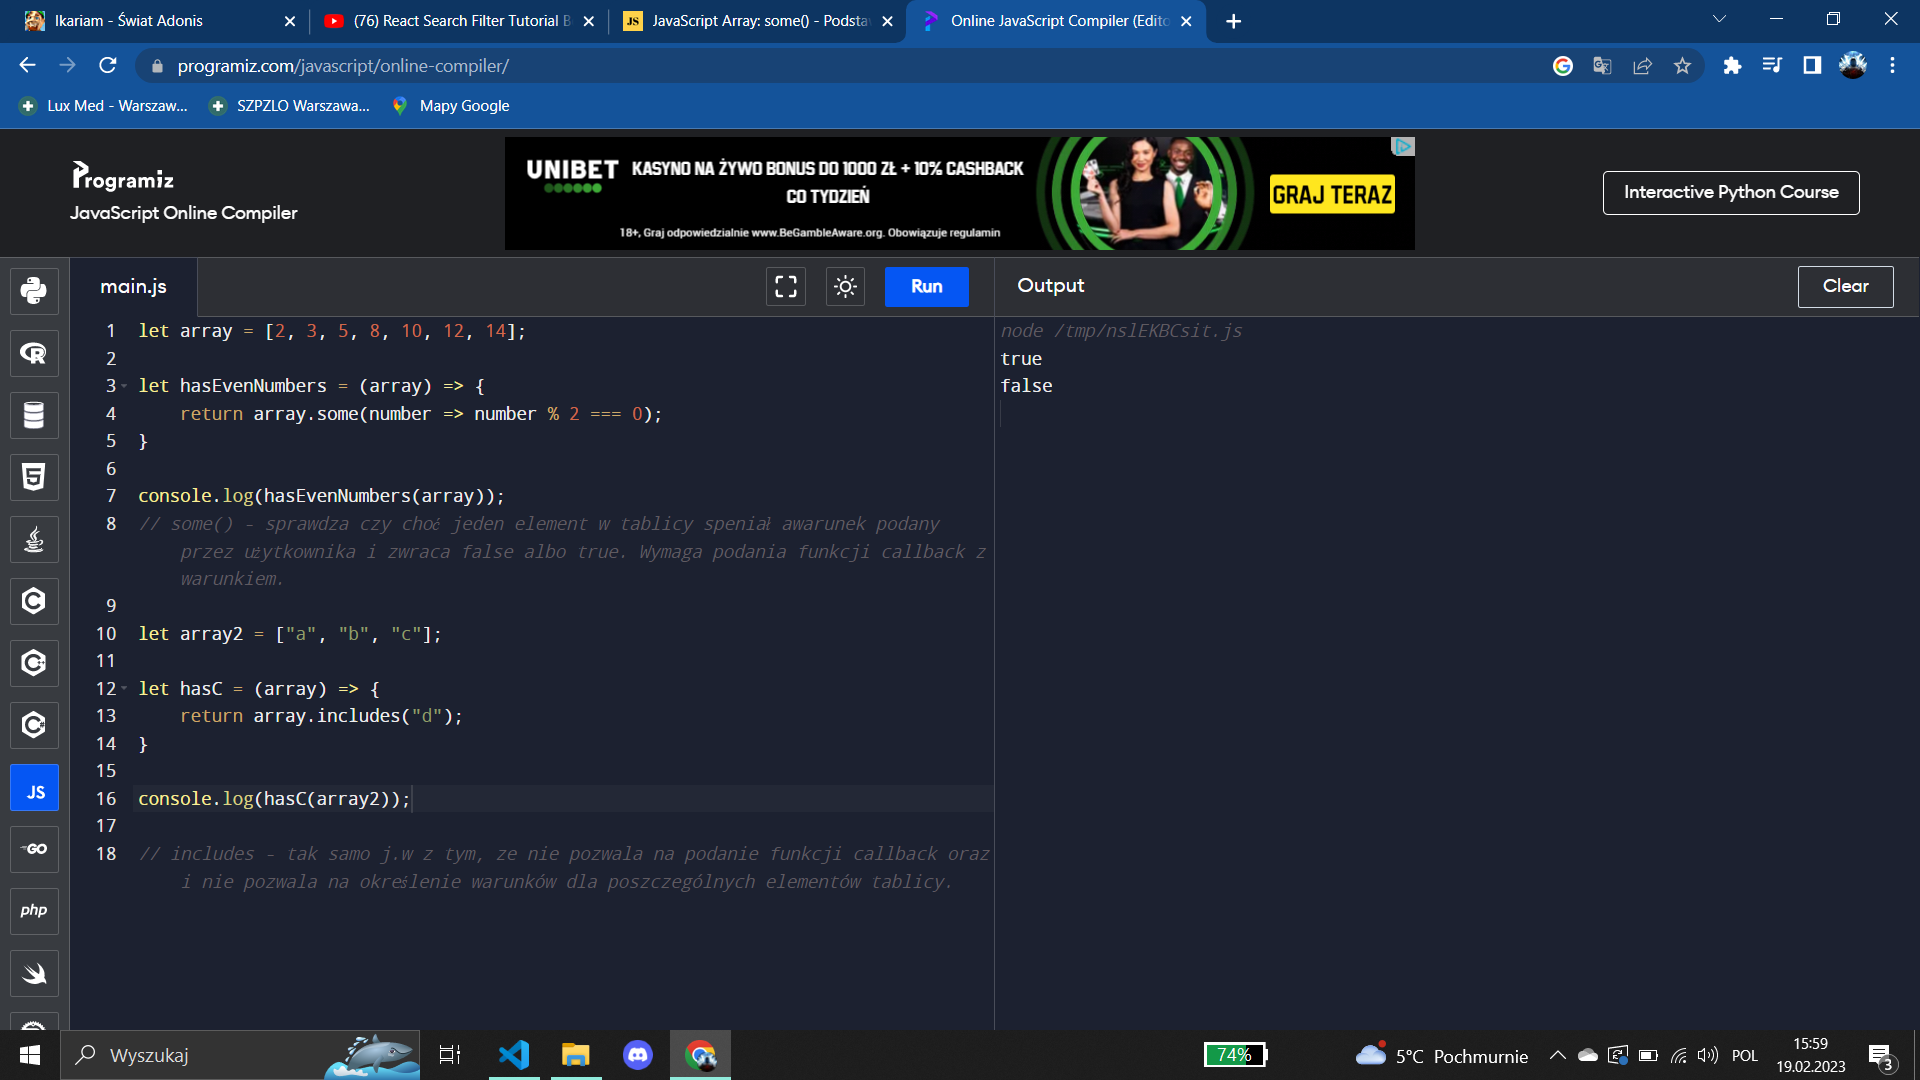 Ikariam - Świat Adonis
(76) React Search Filter Tutorial B
JavaScript Array: some() - Podsta
Online JavaScript Compiler (Edito
programiz.com/javascript/online-compiler/
Lux Med - Warszaw...
SZPZLO Warszawa...
Mapy Google
Programiz
JavaScript Online Compiler
UNIBET
KASYNO NA ŻYWO BONUS DO 1000 ZŁ + 10% CASHBACK
CO TYDZIEŃ
18+, Graj odpowiedzialnie www.BeGambleAware.org. Obowiązuje regulamin
GRAJ TERAZ
Interactive Python Course
main.js
Run
Output
Clear
1 let array = [2, 3, 5, 8, 10, 12, 14];
2
3 let hasEvenNumbers = (array) => {
4     return array.some(number => number % 2 === 0);
5 }
6
7 console.log(hasEvenNumbers(array));
8 // some() - sprawdza czy choć jeden element w tablicy speniał awarunek podany
przez użytkownika i zwraca false albo true. Wymaga podania funkcji callback z
warunkiem.
9
10 let array2 = ["a", "b", "c"];
11
12 let hasC = (array) => {
13     return array.includes("d");
14 }
15
16 console.log(hasC(array2));
17
18 // includes - tak samo j.w z tym, ze nie pozwala na podanie funkcji callback oraz
i nie pozwala na określenie warunków dla poszczególnych elementów tablicy.
node /tmp/nslEKBCsit.js
true
false
JS
GO
php
Wyszukaj
74%
5°C Pochmurnie
POL
15:59
19.02.2023
3